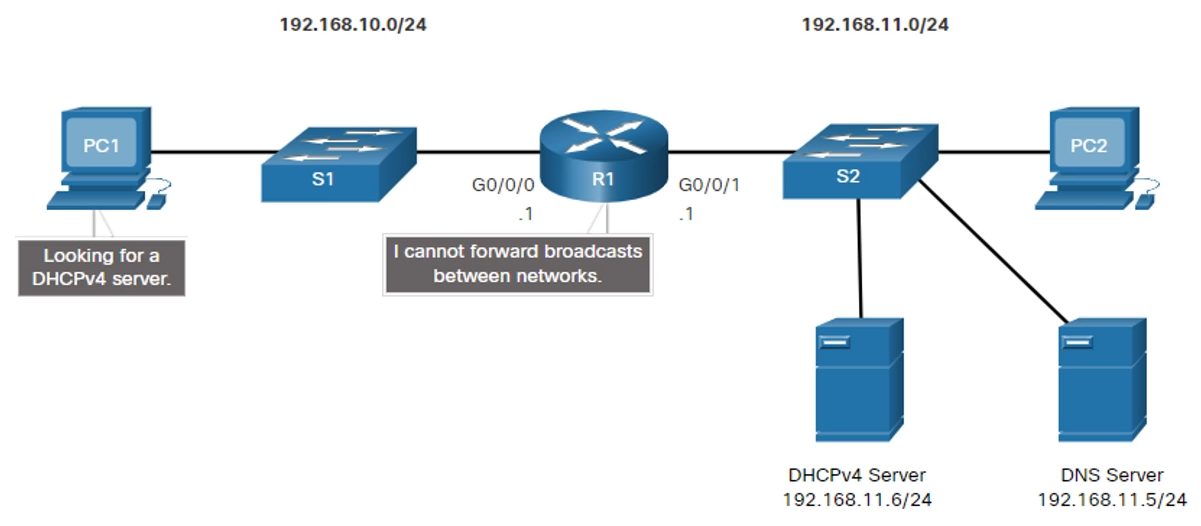 192.168.10.0/24
192.168.11.0/24
PC1
S1
G0/0/0
.1
R1
G0/0/1
.1
S2
PC2
Looking for a
DHCPv4 server.
I cannot forward broadcasts
between networks.
DHCPv4 Server
192.168.11.6/24
DNS Server
192.168.11.5/24